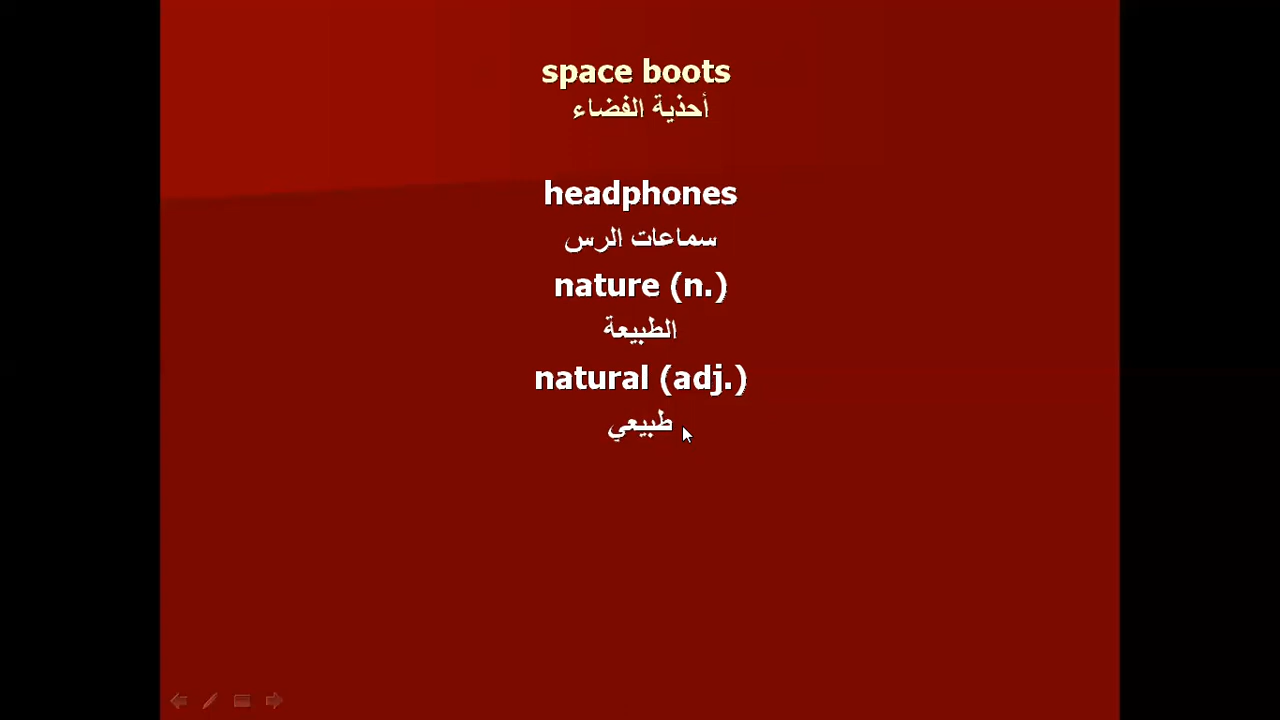 space boots
أحذية الفضاء
headphones
سماعات الرس
nature (n.)
الطبيعة
natural (adj.)
طبيعي